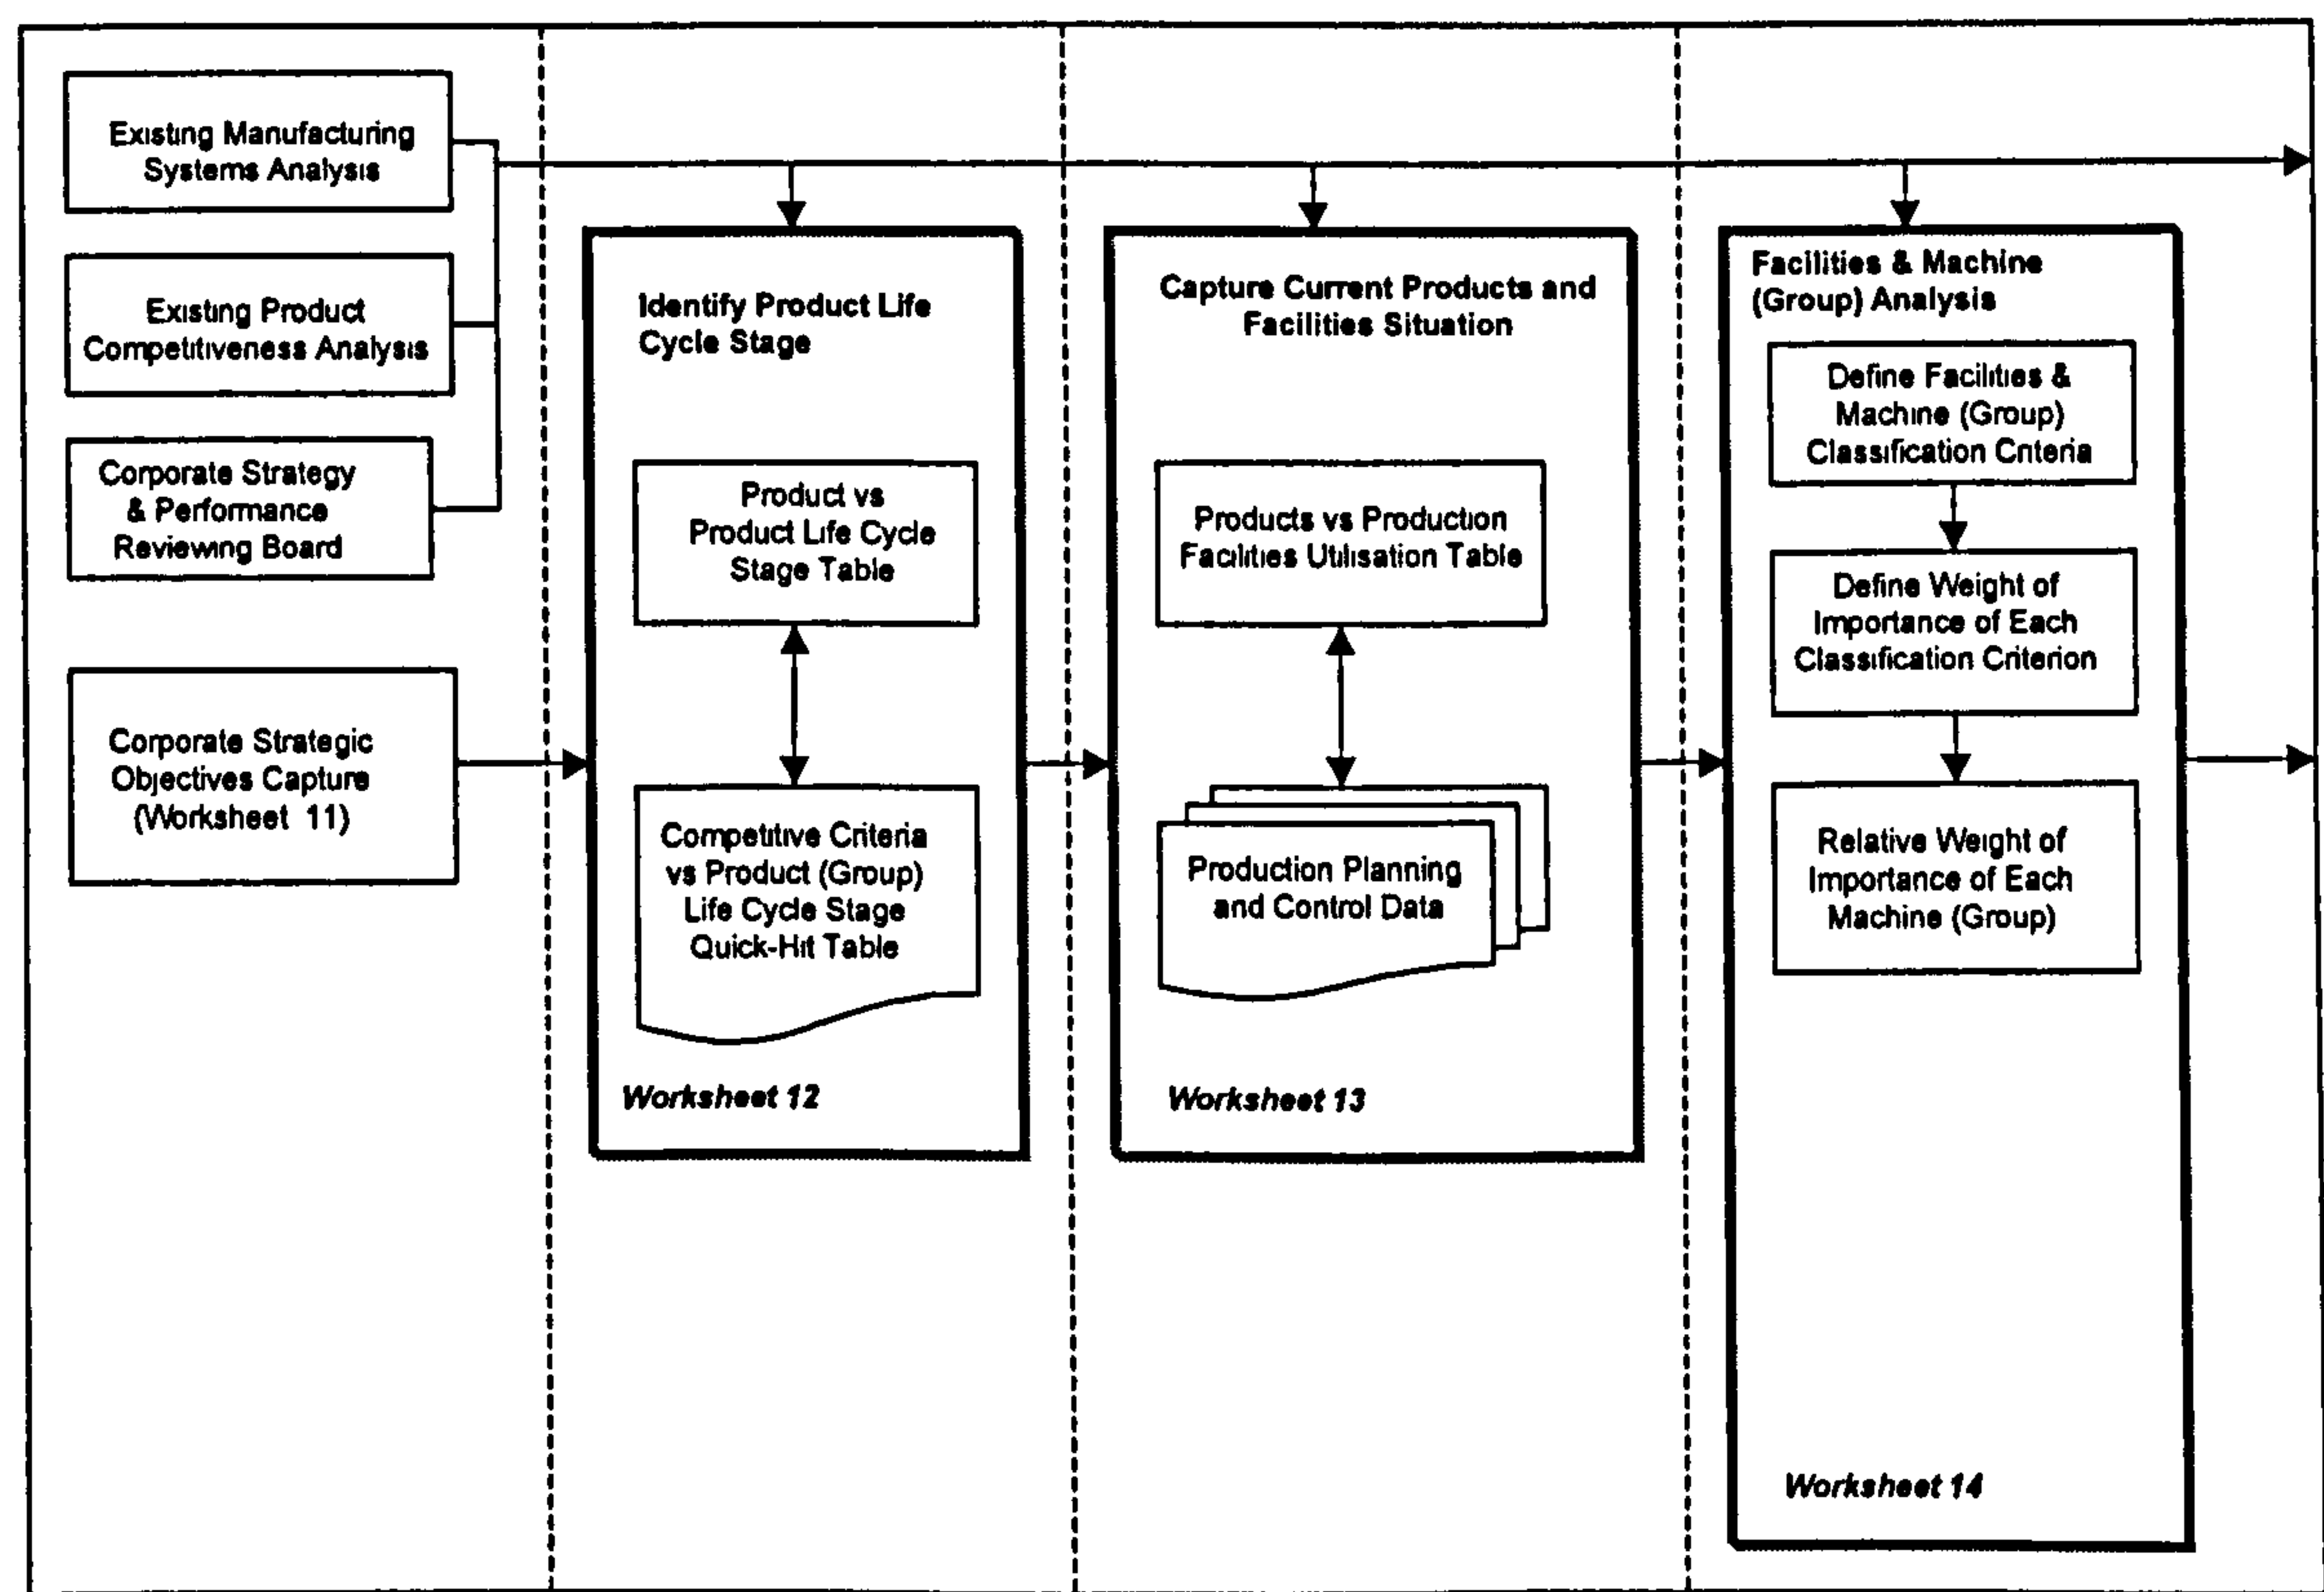 Existing Manufacturing
Systems Analysis
Existing Product
Competitiveness Analysis
Corporate Strategy
& Performance
Reviewing Board
Corporate Strategic
Objectives Capture
(Worksheet 11)
Identify Product Life
Cycle Stage
Product vs
Product Life Cycle
Stage Table
Competitive Criteria
vs Product (Group)
Life Cycle Stage
Quick-Hit Table
Worksheet 12
Capture Current Products and
Facilities Situation
Products vs Production
Facilities Utilisation Table
Production Planning
and Control Data
Worksheet 13
Facilities & Machine
(Group) Analysis
Define Facilities &
Machine (Group)
Classification Criteria
Define Weight of
Importance of Each
Classification Criterion
Relative Weight of
Importance of Each
Machine (Group)
Worksheet 14